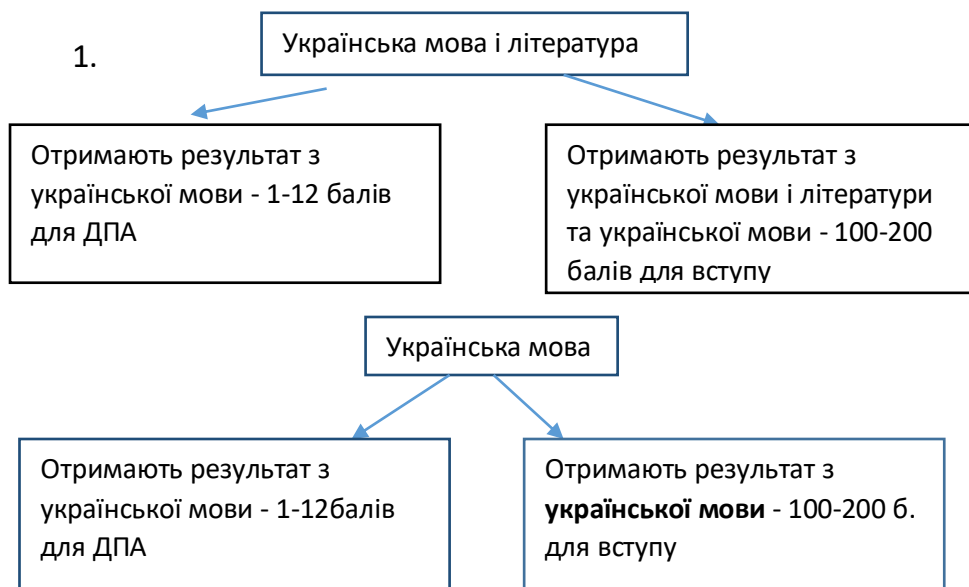 1.
Українська мова і література
Отримають результат з
української мови - 1-12 балів
для ДПА
Отримають результат з
української мови і літератури
та української мови - 100-200
балів для вступу
Українська мова
Отримають результат з
української мови - 1-12балів
для ДПА
Отримають результат з
української мови - 100-200 б.
для вступу